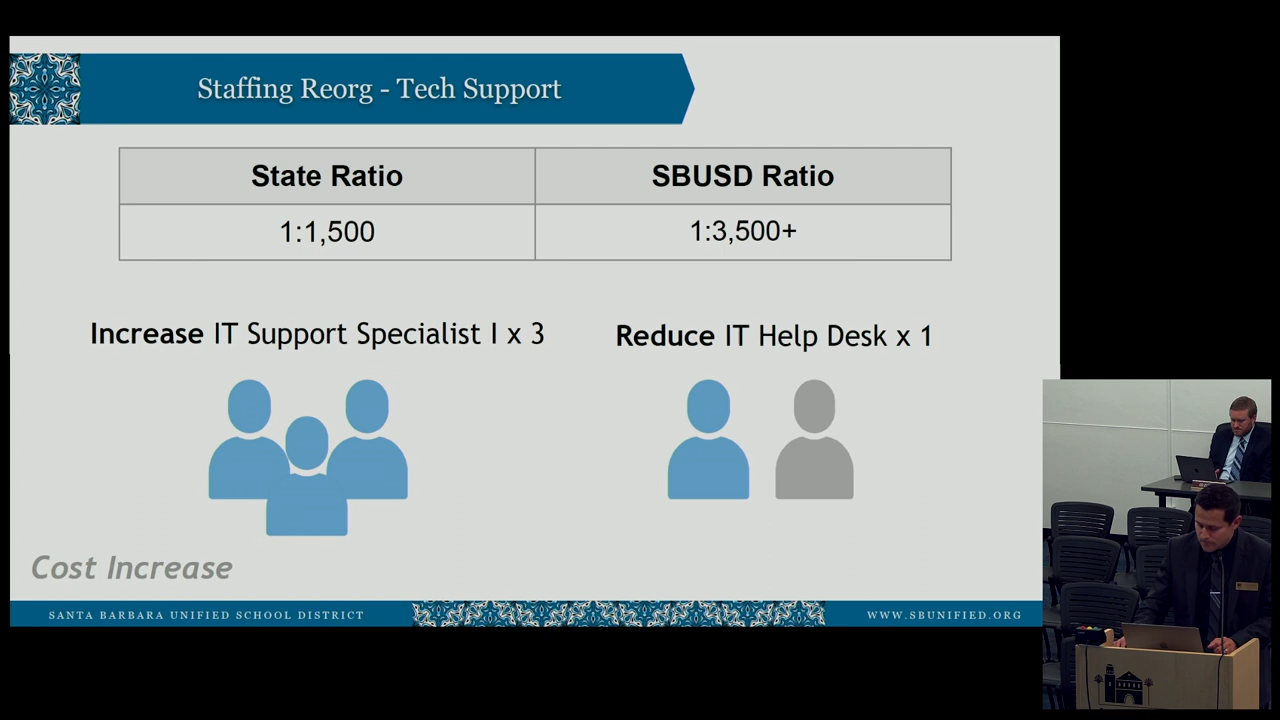 Staffing Reorg - Tech Support
State Ratio
SBUSD Ratio
1:1,500
1:3,500+
Increase IT Support Specialist I x 3
Reduce IT Help Desk x 1
Cost Increase
SANTA BARBARA UNIFIED SCHOOL DISTRICT
WWW.SBUNIFIED.ORG